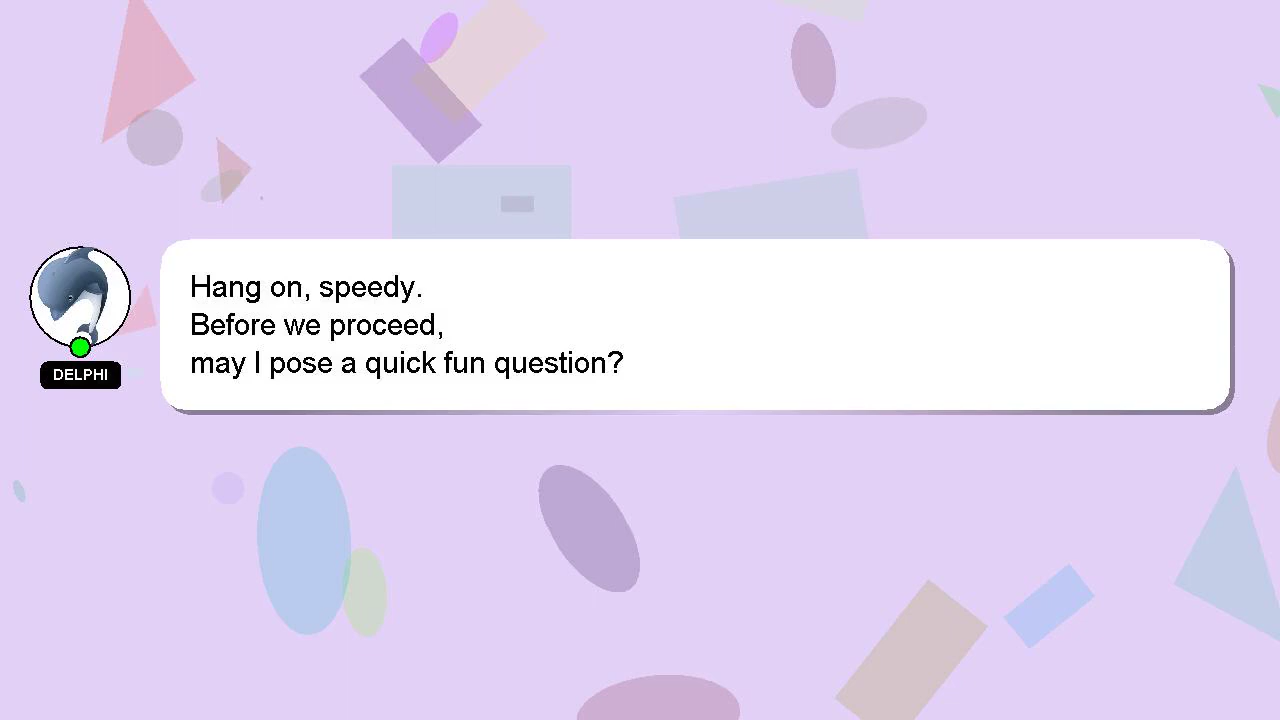 Hang on, speedy.
Before we proceed,
may I pose a quick fun question?
DELPHI